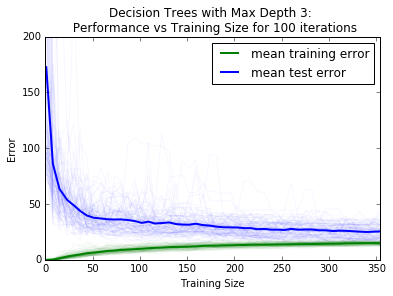 Decision Trees with Max Depth 3:
Performance vs Training Size for 100 iterations
mean training error
mean test error
Error
200
150
100
50
0
0 50 100 150 200 250 300 350
Training Size